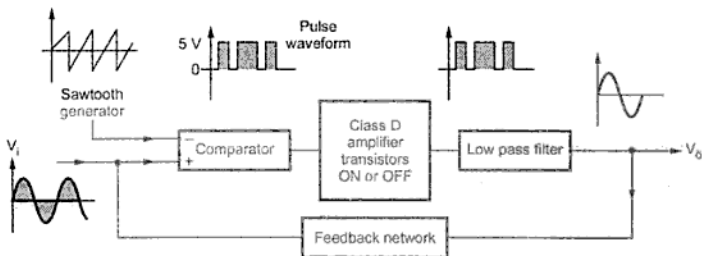 5 V
0
Pulse
waveform
Sawtooth
generator
Vi
−
+
Comparator
Class D
amplifier
transistors
ON or OFF
Low pass filter
Vo
Feedback network